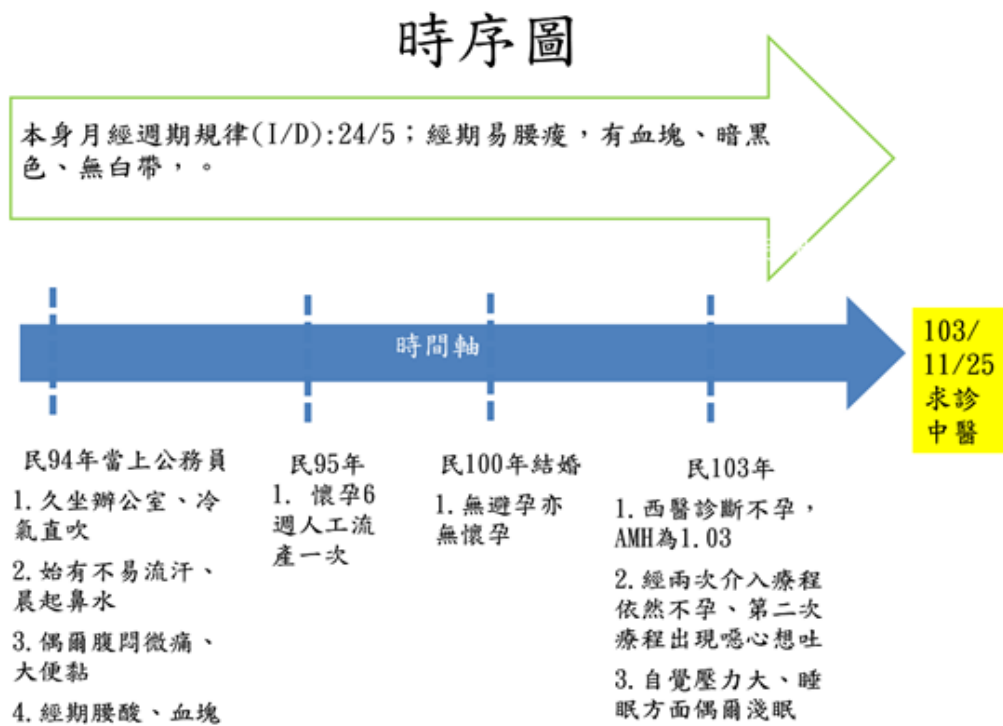 時序圖
本身月經週期規律(I/D):24/5；經期易腰痠，有血塊、暗黑
色、無白帶，。
時間軸
103/
11/25
求診
中醫
民94年當上公務員
1.久坐辦公室、冷
氣直吹
2.始有不易流汗、
晨起鼻水
3.偶爾腹悶微痛、
大便黏
4.經期腰酸、血塊
民95年
1. 懷孕6
週人工流
產一次
民100年結婚
1.無避孕亦
無懷孕
民103年
1.西醫診斷不孕，
AMH為1.03
2.經兩次介入療程
依然不孕、第二次
療程出現噁心想吐
3.自覺壓力大、睡
眠方面偶爾淺眠